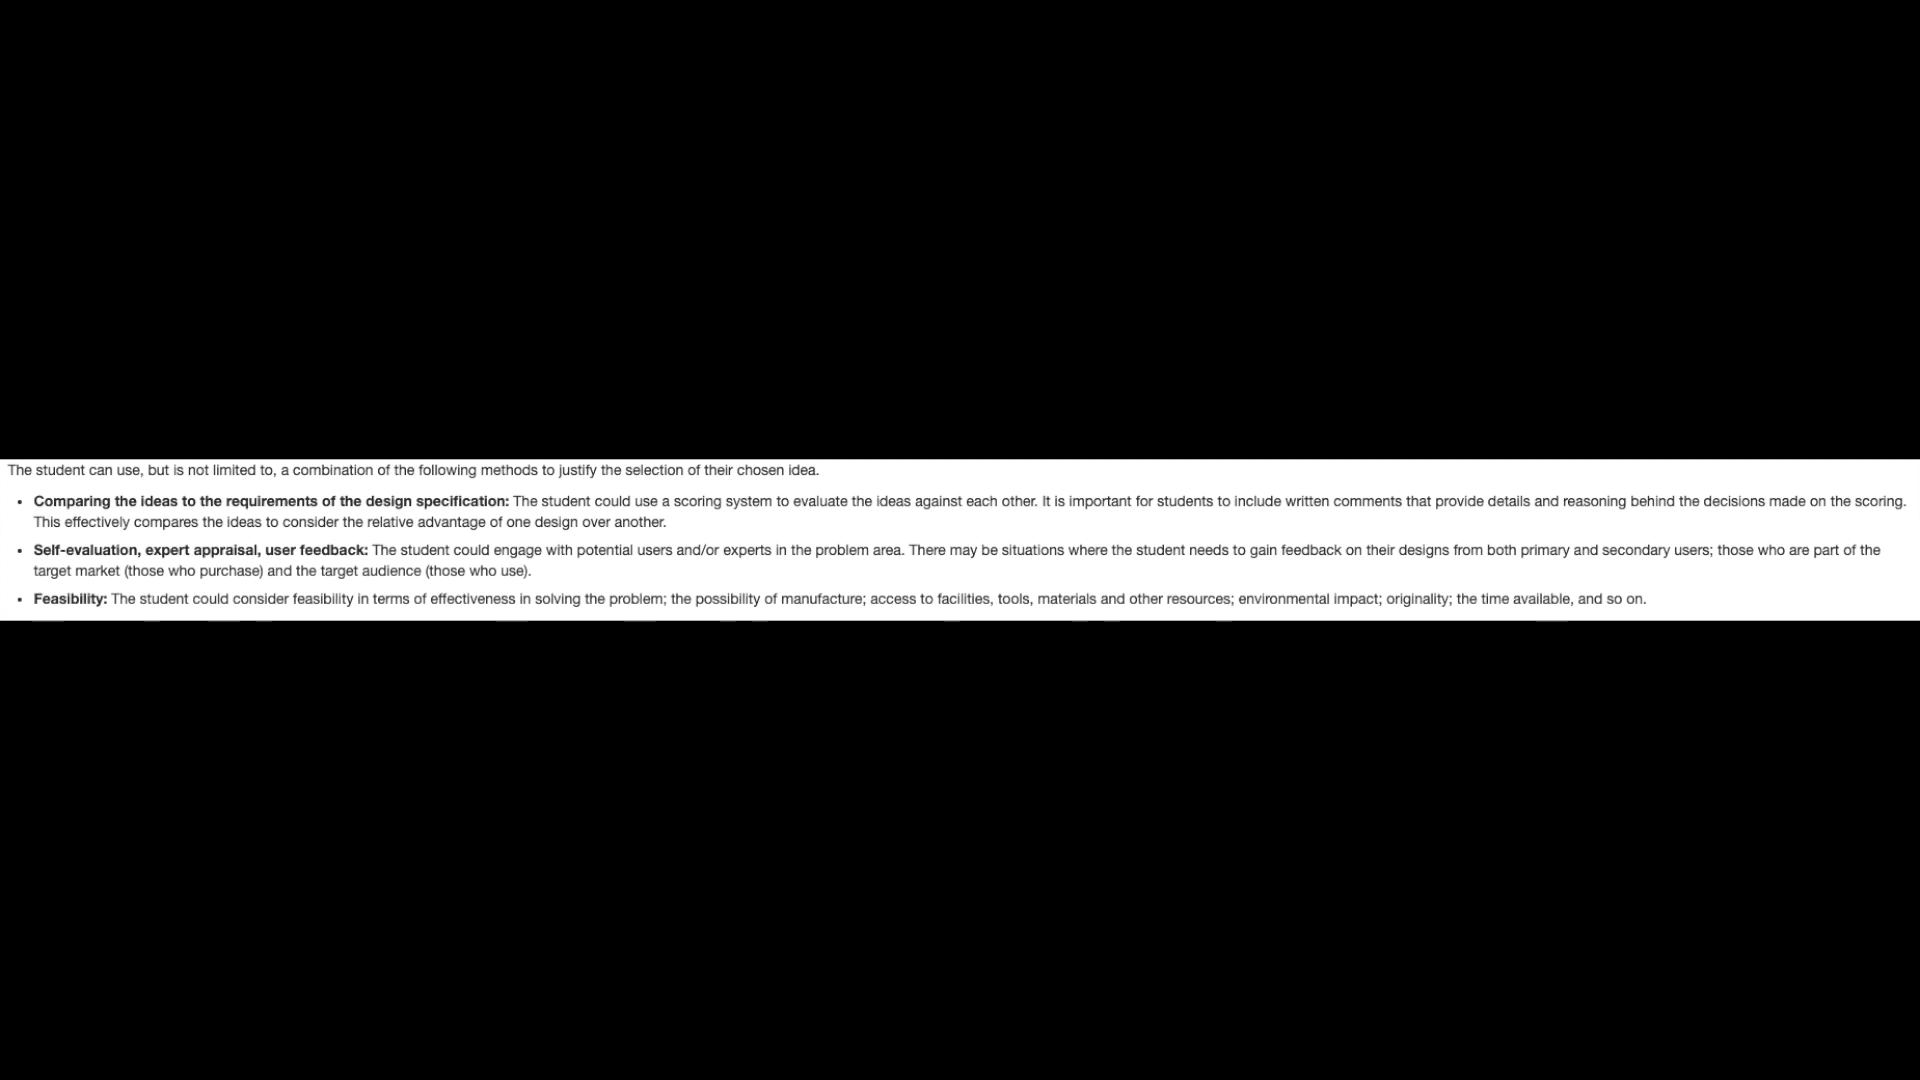 The student can use, but is not limited to, a combination of the following methods to justify the selection of their chosen idea.
• Comparing the ideas to the requirements of the design specification: The student could use a scoring system to evaluate the ideas against each other. It is important for students to include written comments that provide details and reasoning behind the decisions made on the scoring.
This effectively compares the ideas to consider the relative advantage of one design over another.
• Self-evaluation, expert appraisal, user feedback: The student could engage with potential users and/or experts in the problem area. There may be situations where the student needs to gain feedback on their designs from both primary and secondary users; those who are part of the
target market (those who purchase) and the target audience (those who use).
• Feasibility: The student could consider feasibility in terms of effectiveness in solving the problem; the possibility of manufacture; access to facilities, tools, materials and other resources; environmental impact; originality; the time available, and so on.